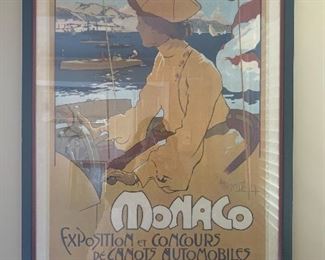 MONACO
EXPOSITION ET CONCOURS
DE CANOTS AUTOMOBILES